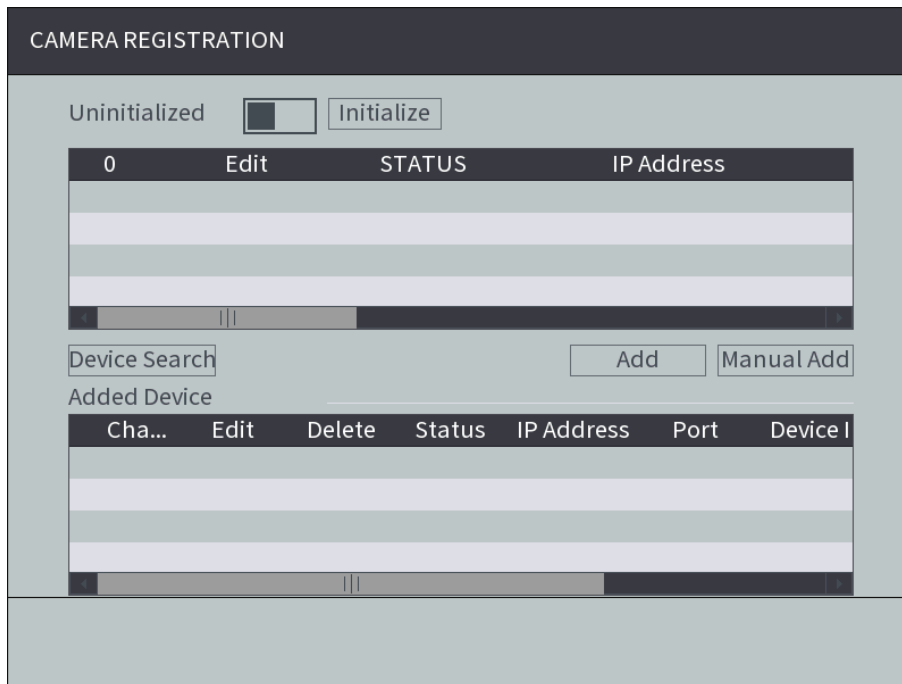 CAMERA REGISTRATION
Uninitialized Initialize
0 Edit STATUS IP Address
Device Search Add Manual Add
Added Device
Cha... Edit Delete Status IP Address Port Device I